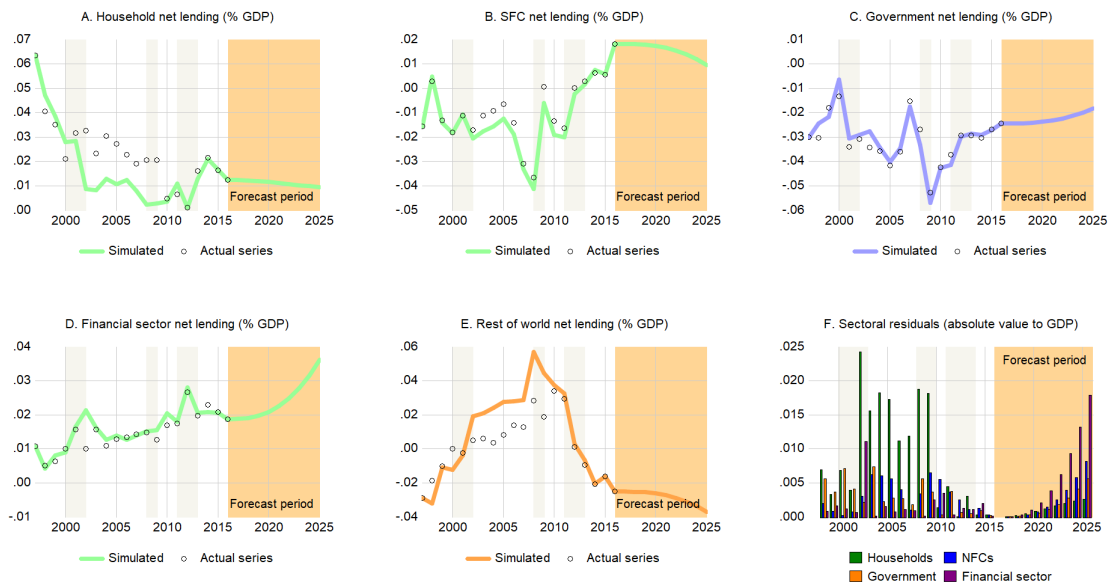 A. Household net lending (% GDP)
.07
.06
.05
.04
.03
.02
.01
.00
2000 2005 2010 2015 2020 2025
Forecast period
Simulated Actual series
B. SFC net lending (% GDP)
.02
.01
.00
-.01
-.02
-.03
-.04
-.05
2000 2005 2010 2015 2020 2025
Forecast period
Simulated Actual series
C. Government net lending (% GDP)
.01
.00
-.01
-.02
-.03
-.04
-.05
-.06
2000 2005 2010 2015 2020 2025
Forecast period
Simulated Actual series
D. Financial sector net lending (% GDP)
.04
.03
.02
.01
.00
-.01
2000 2005 2010 2015 2020 2025
Forecast period
Simulated Actual series
E. Rest of world net lending (% GDP)
.06
.04
.02
.00
-.02
-.04
2000 2005 2010 2015 2020 2025
Forecast period
Simulated Actual series
F. Sectoral residuals (absolute value to GDP)
.025
.020
.015
.010
.005
.000
2000 2005 2010 2015 2020 2025
Forecast period
Households NFCs
Government Financial sector